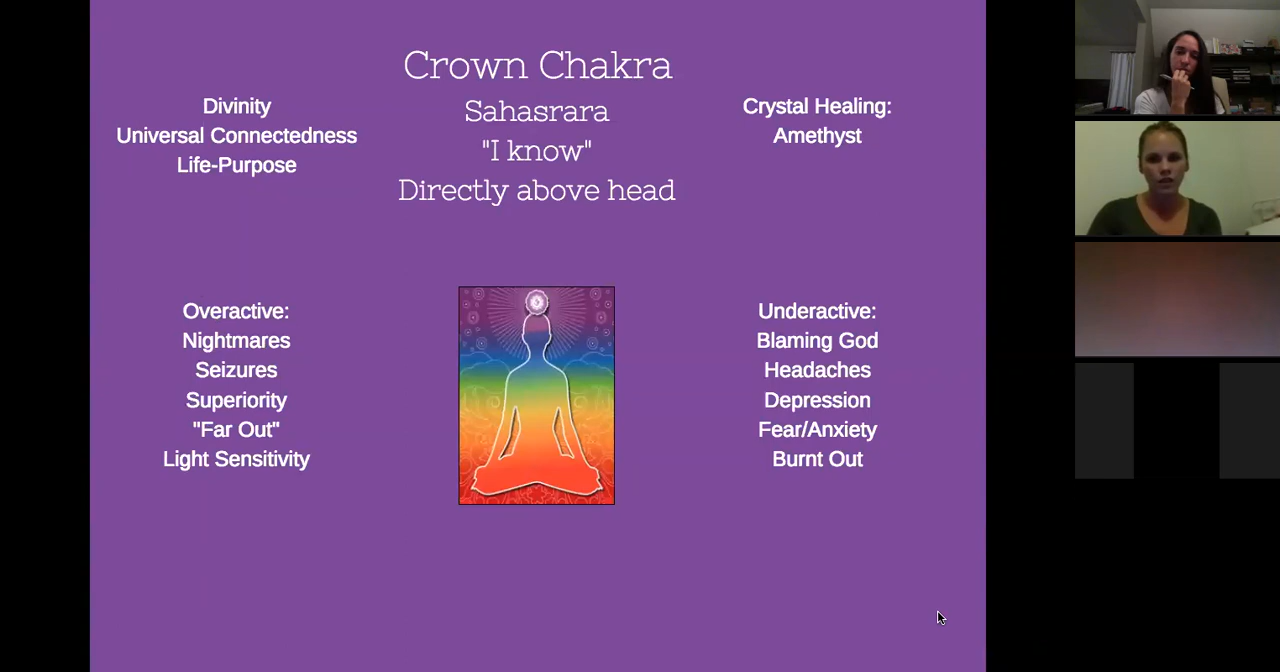 Crown Chakra
Sahasrara
"I know"
Directly above head
Divinity
Universal Connectedness
Life-Purpose
Crystal Healing:
Amethyst
Overactive:
Nightmares
Seizures
Superiority
"Far Out"
Light Sensitivity
Underactive:
Blaming God
Headaches
Depression
Fear/Anxiety
Burnt Out